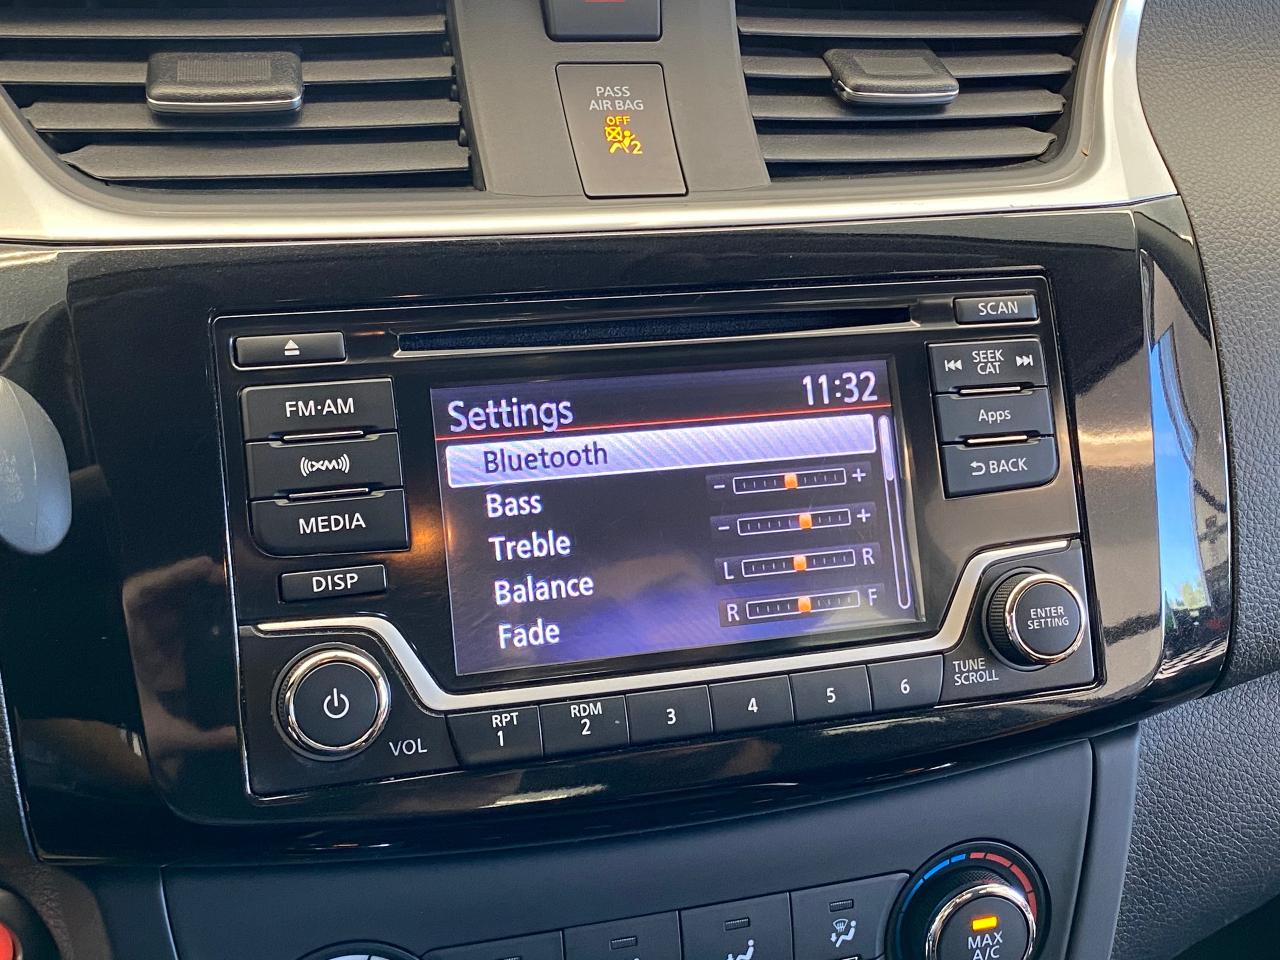 PASS
AIR BAG
OFF
2
SCAN
FM·AM
XM
MEDIA
DISP
Settings 11:32
Bluetooth
Bass - +
Treble - +
Balance L R
Fade R F
SEEK
CAT
Apps
BACK
ENTER
SETTING
TUNE
SCROLL
VOL
RPT
1
RDM
2
3
4
5
6
MAX
A/C